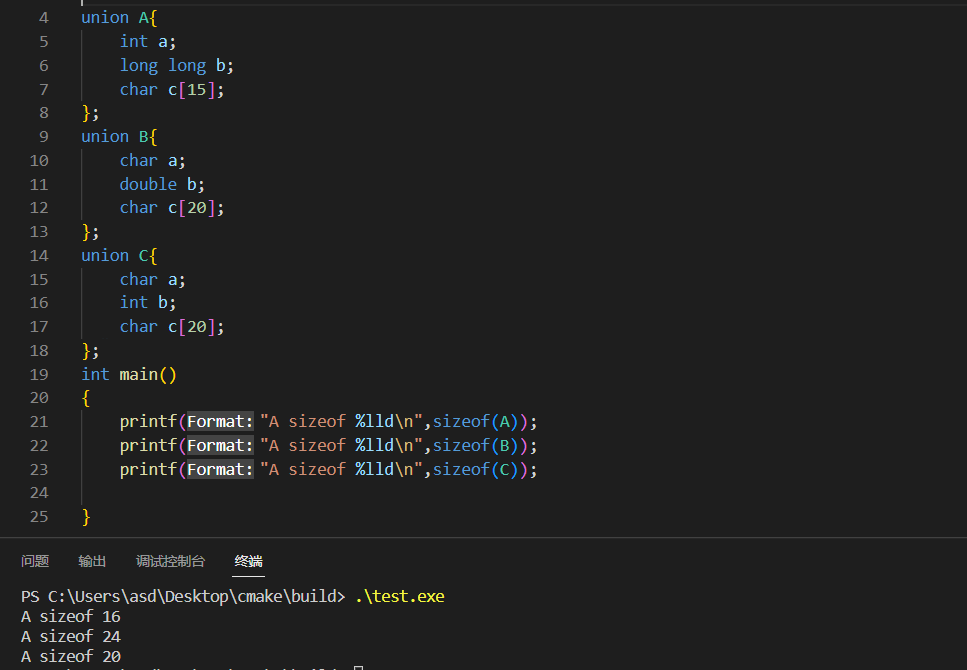 4 union A{
5 int a;
6 long long b;
7 char c[15];
8 };
9 union B{
10 char a;
11 double b;
12 char c[20];
13 };
14 union C{
15 char a;
16 int b;
17 char c[20];
18 };
19 int main()
20 {
21 printf(Format: "A sizeof %lld\n",sizeof(A));
22 printf(Format: "A sizeof %lld\n",sizeof(B));
23 printf(Format: "A sizeof %lld\n",sizeof(C));
24
25 }
问题 输出 调试控制台 终端
PS C:\Users\asd\Desktop\cmake\build> .\test.exe
A sizeof 16
A sizeof 24
A sizeof 20